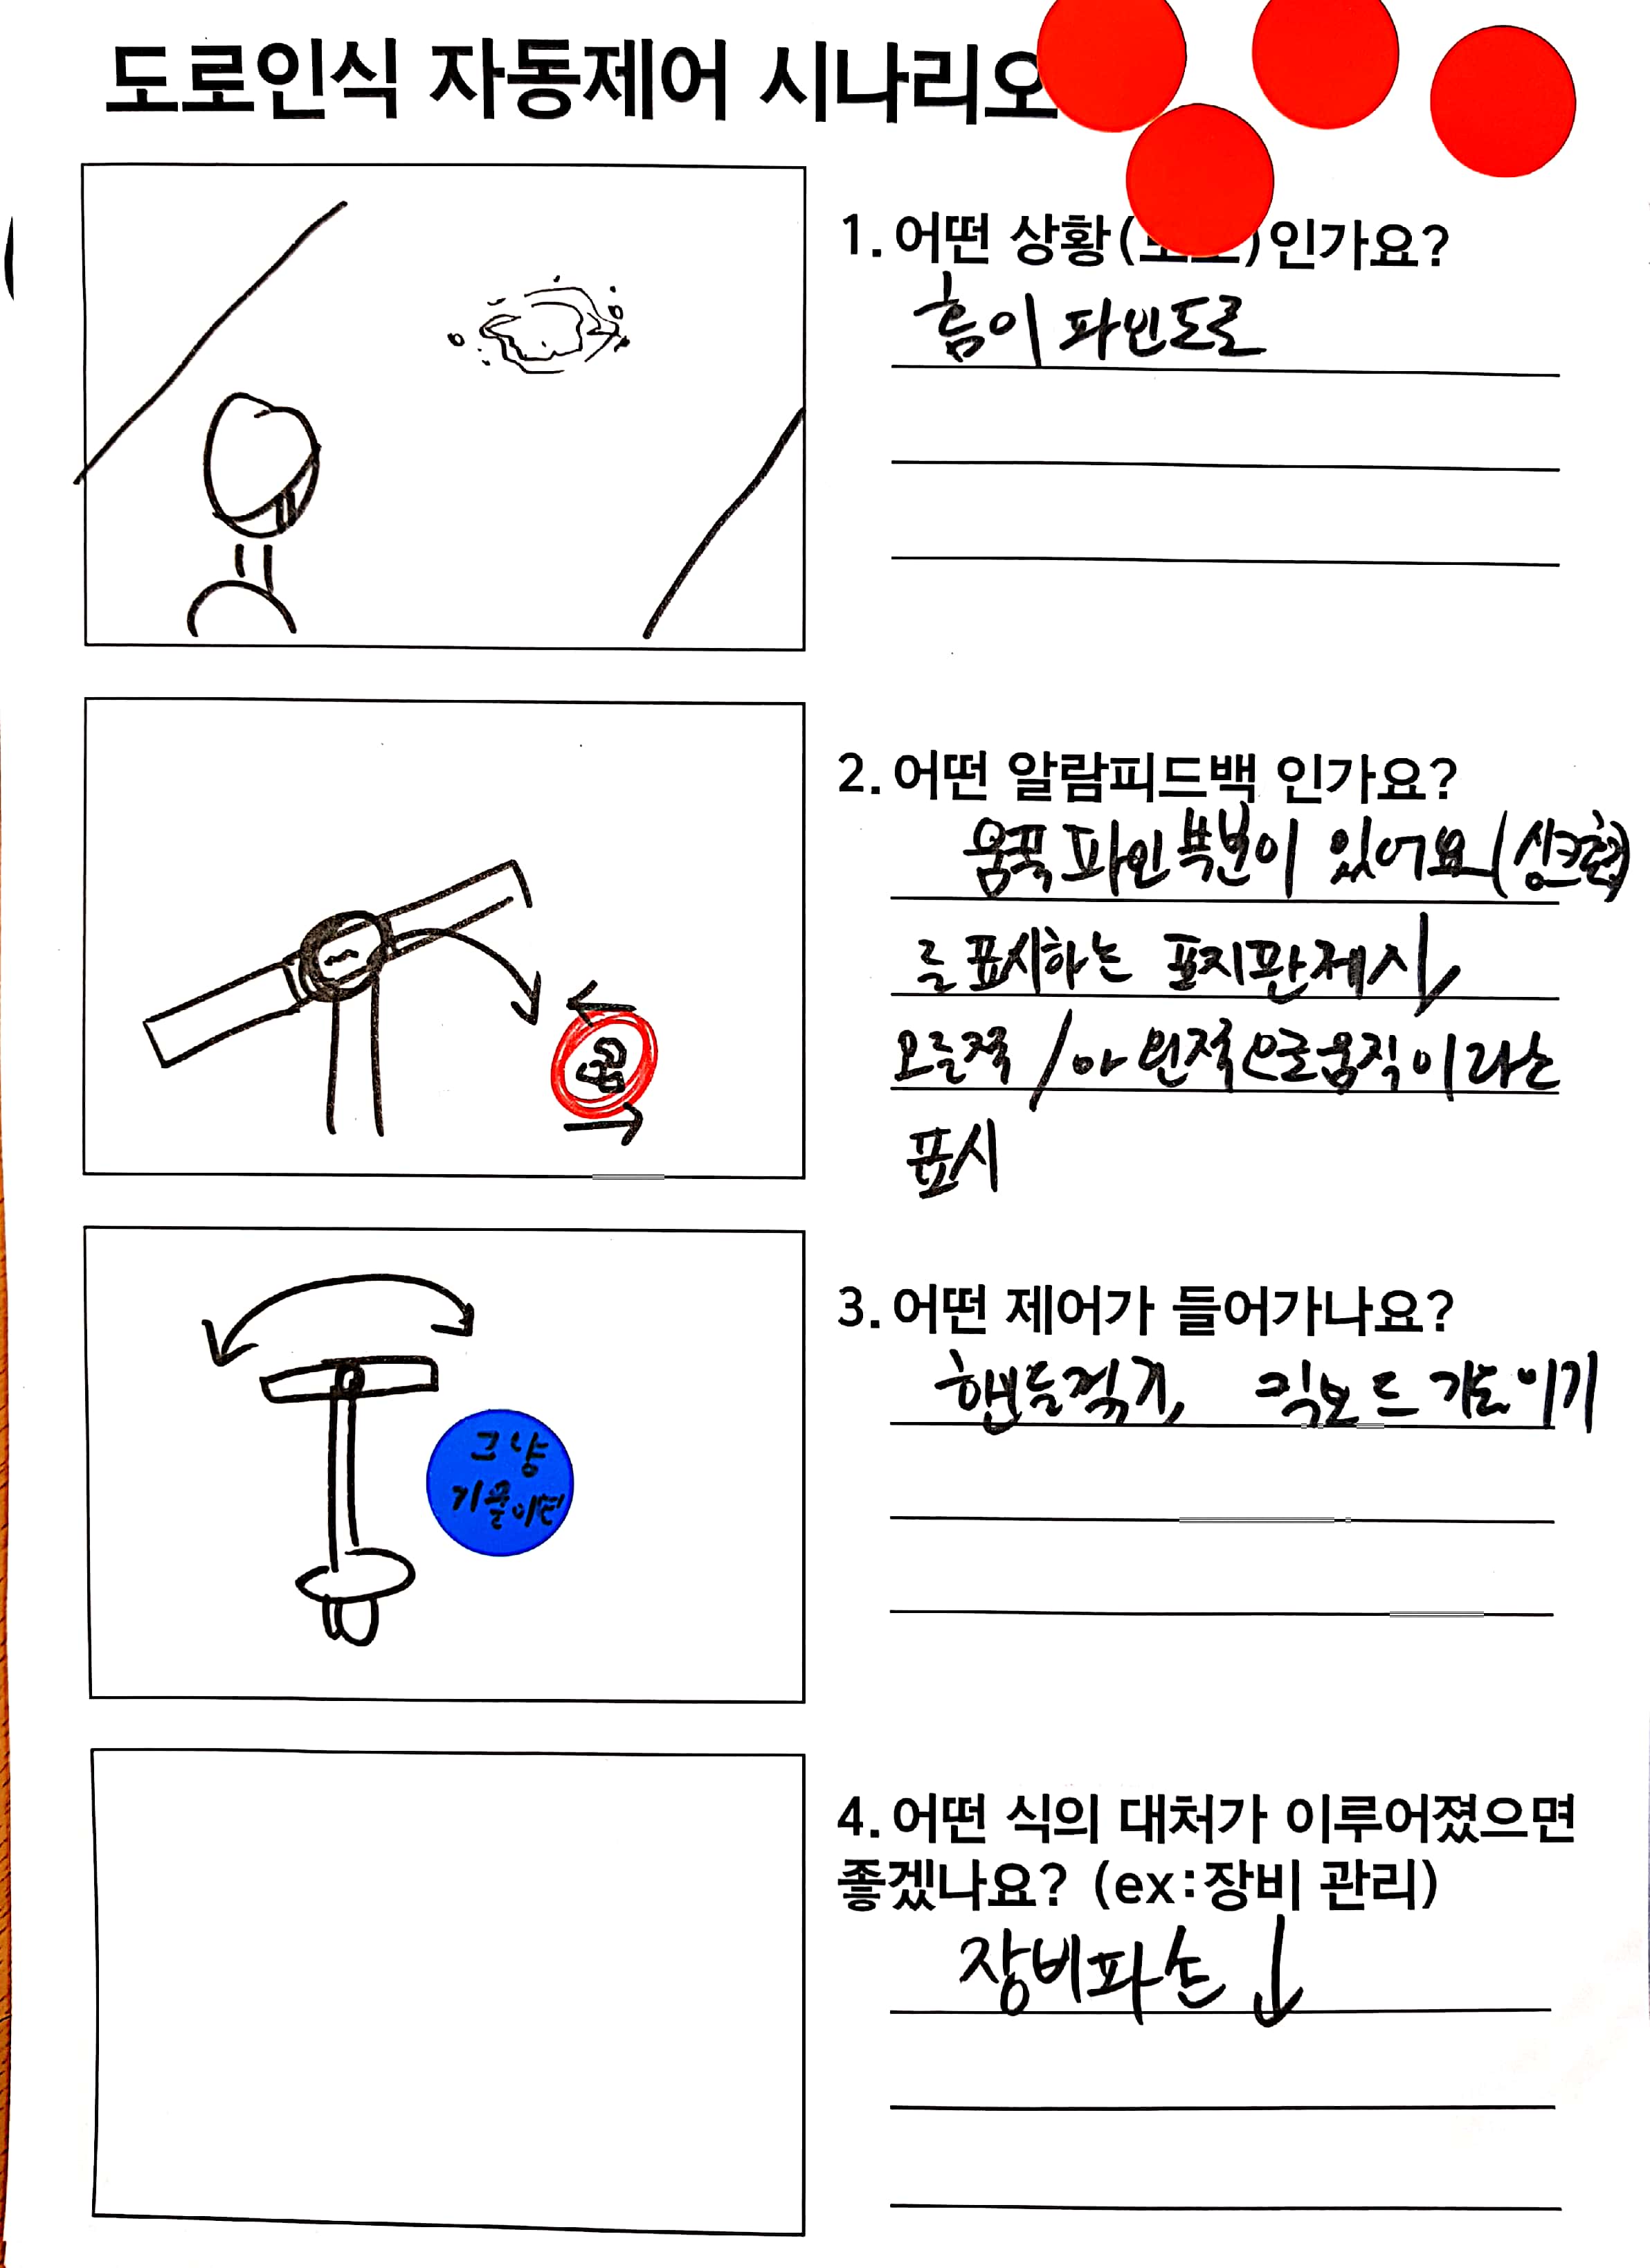 도로인식 자동제어 시나리오
1. 어떤 상황(도로)인가요?
홈이 파인도로
2. 어떤 알람피드백 인가요?
움푹 파인 부분이 있어요(싱크홀)
를 표시하는 표지판제시
오른쪽 / 아 왼적으로움직이라는
표시
3. 어떤 제어가 들어가나요?
핸들꺾기, 킥보드 기울이기
그냥
기울이면
4. 어떤 식의 대처가 이루어졌으면
좋겠나요? (ex:장비 관리)
장비파손 ↓